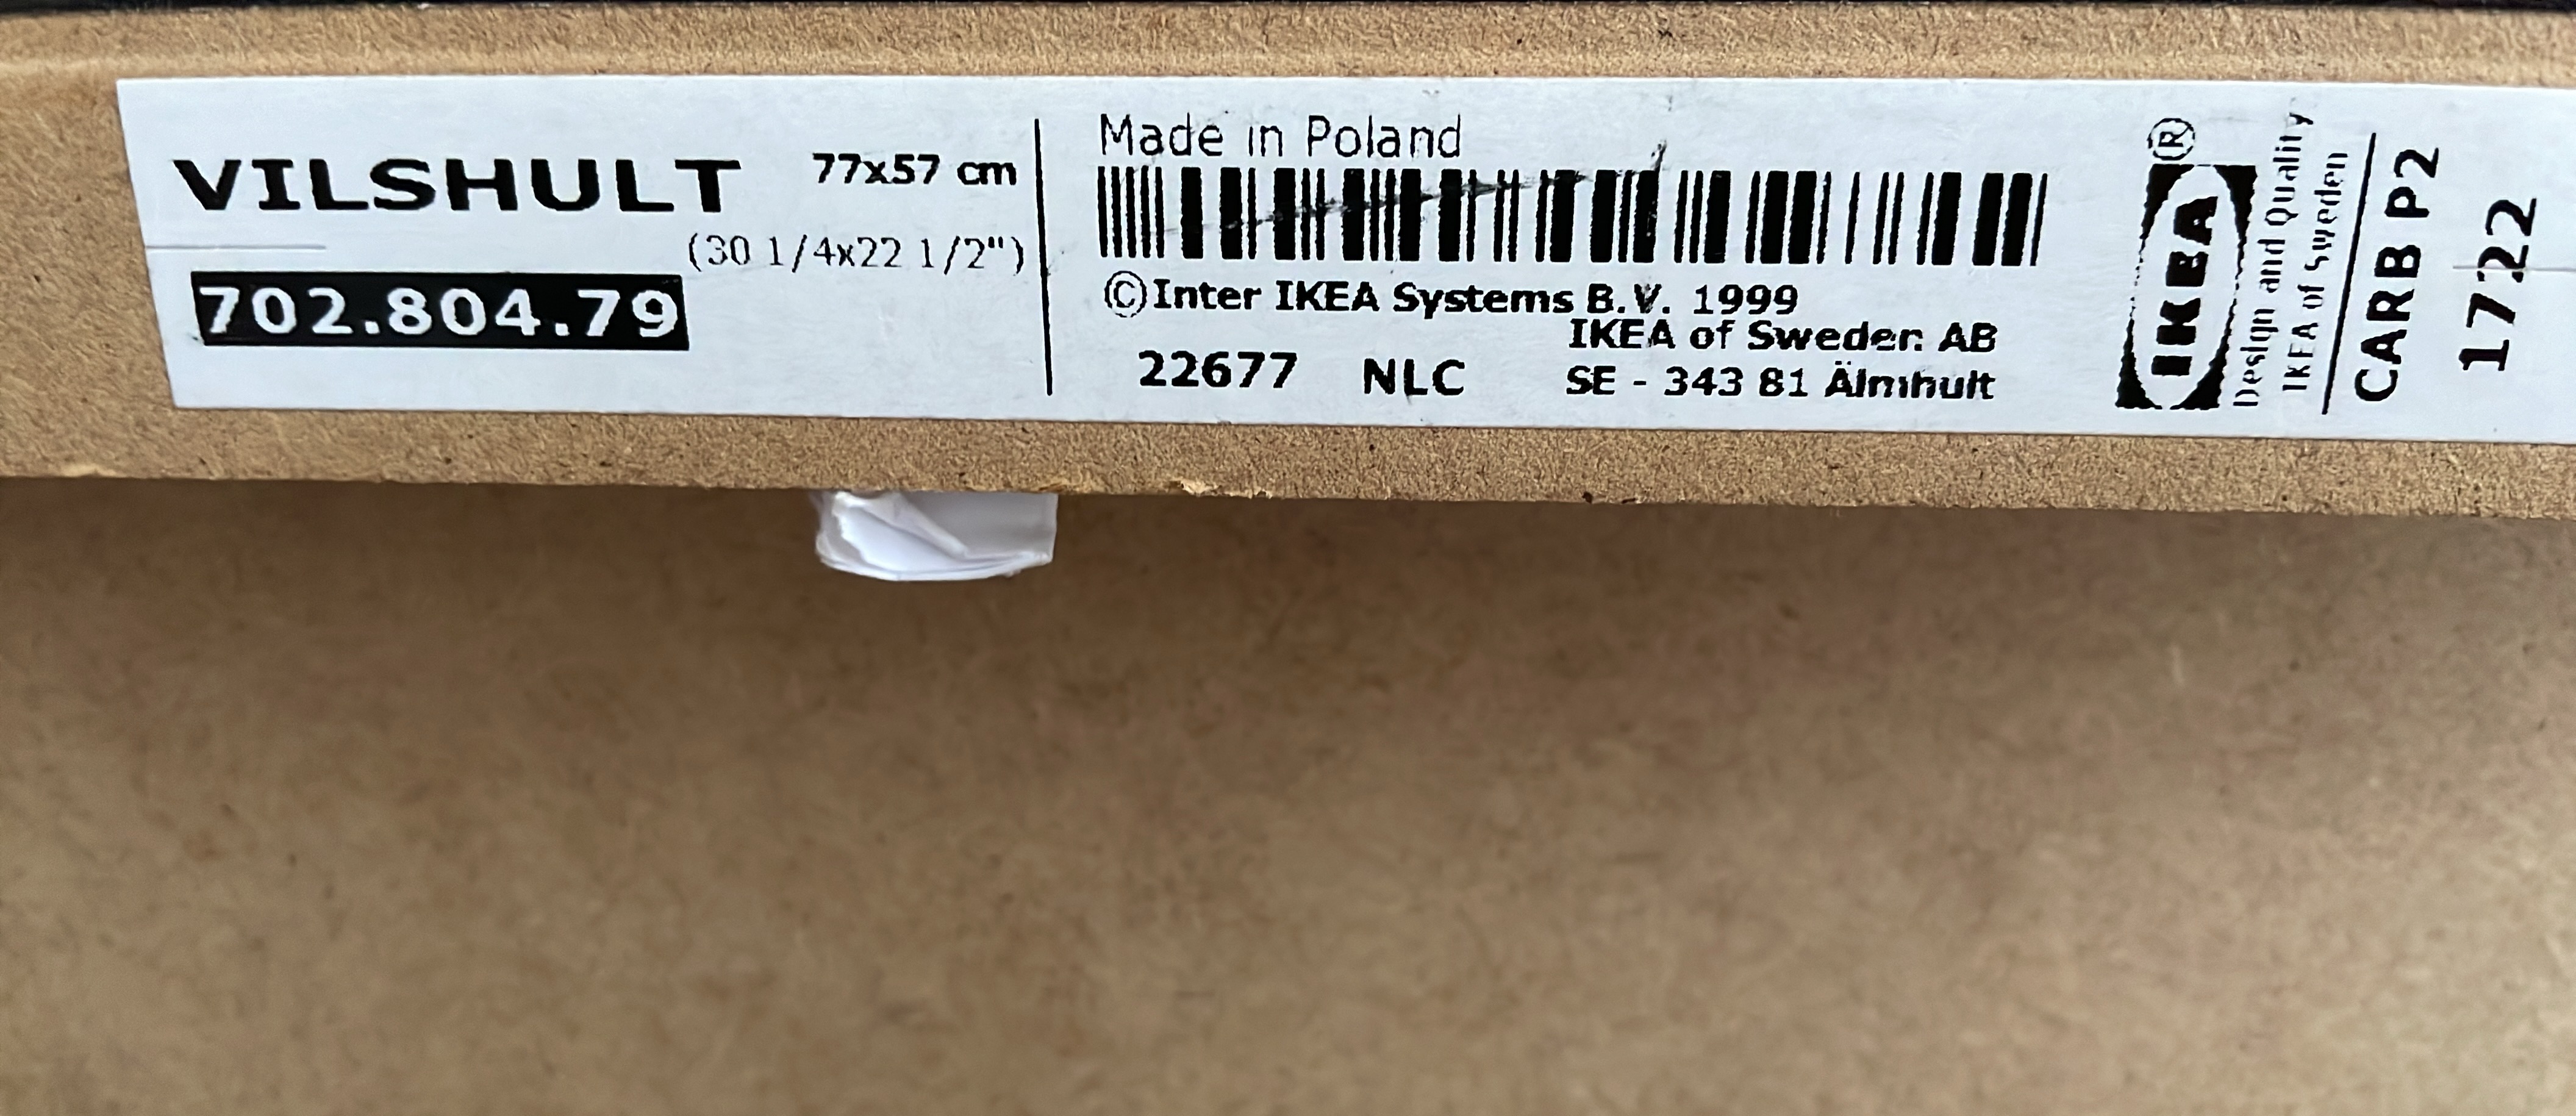 VILSHULT 77x57 cm
(30 1/4x22 1/2")
702.804.79
Made in Poland
©Inter IKEA Systems B.V. 1999
IKEA of Sweden AB
22677 NLC SE - 343 81 Älmhult
IKEA®
Design and Quality
IKEA of Sweden
CARB P2
1722